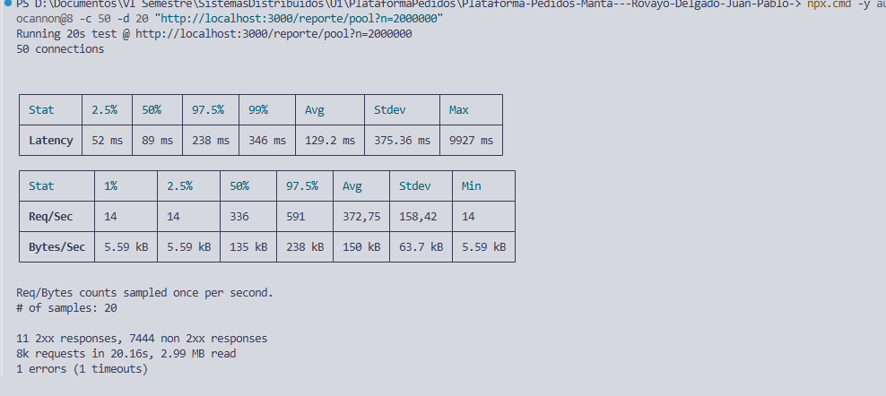 PS D:\Documentos\VI Semestre\SistemasDistribuidos\U1\PlataformaPedidos\Plataforma-Pedidos-Manta---Rovayo-Delgado-Juan-Pablo-> npx.cmd -y au
ocannon@8 -c 50 -d 20 "http://localhost:3000/reporte/pool?n=2000000"
Running 20s test @ http://localhost:3000/reporte/pool?n=2000000
50 connections
Stat 2.5% 50% 97.5% 99% Avg Stdev Max
Latency 52 ms 89 ms 238 ms 346 ms 129.2 ms 375.36 ms 9927 ms
Stat 1% 2.5% 50% 97.5% Avg Stdev Min
Req/Sec 14 14 336 591 372,75 158,42 14
Bytes/Sec 5.59 kB 5.59 kB 135 kB 238 kB 150 kB 63.7 kB 5.59 kB
Req/Bytes counts sampled once per second.
# of samples: 20
11 2xx responses, 7444 non 2xx responses
8k requests in 20.16s, 2.99 MB read
1 errors (1 timeouts)